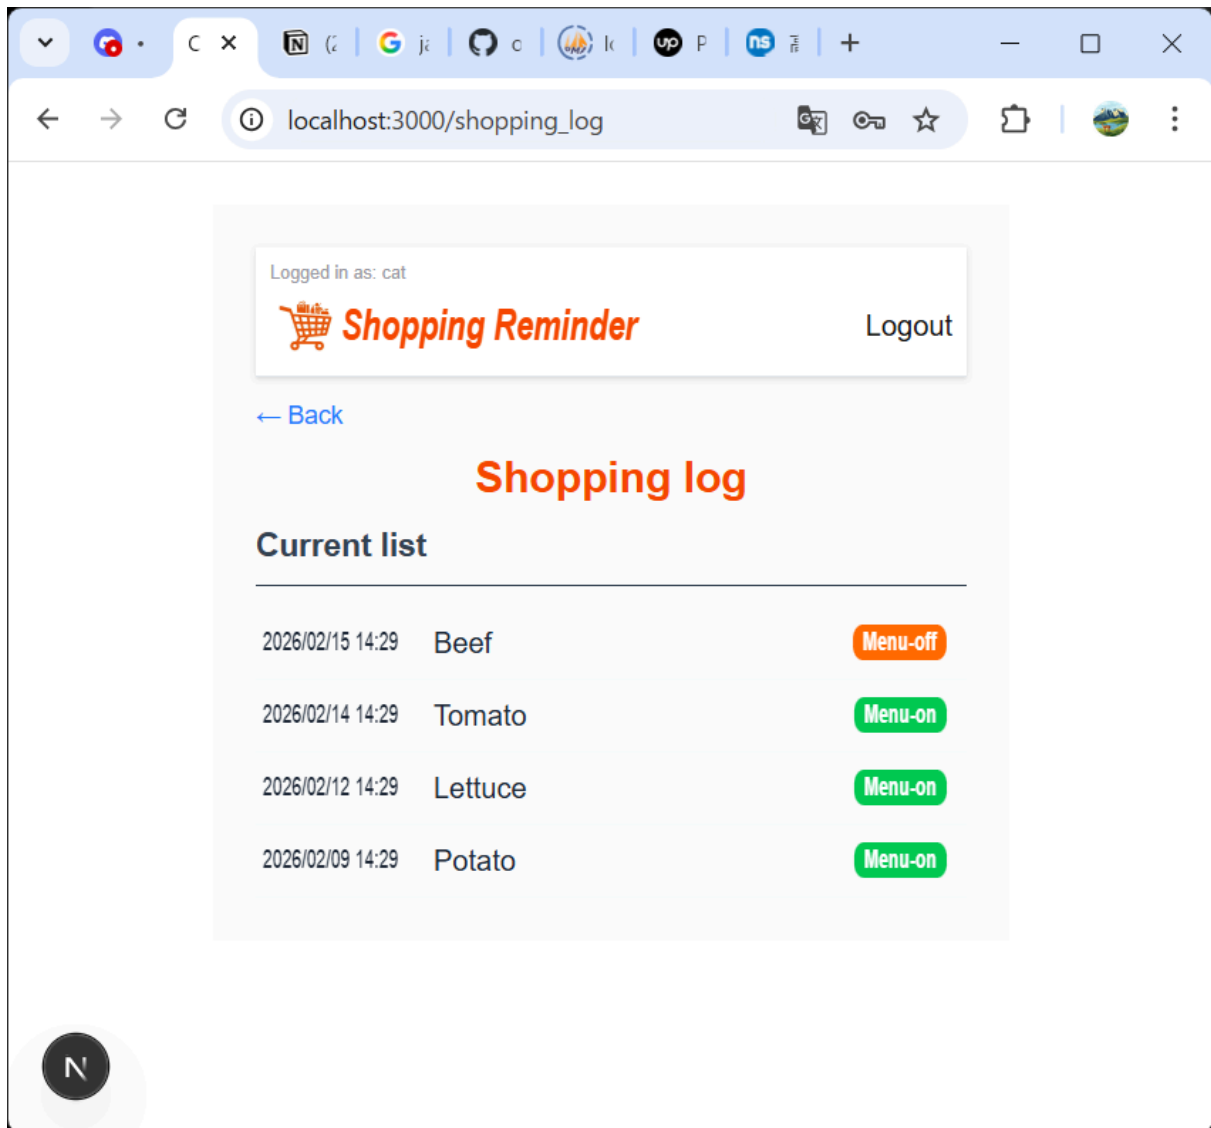 localhost:3000/shopping_log
Logged in as: cat
Shopping Reminder
Logout
← Back
Shopping log
Current list
2026/02/15 14:29 Beef Menu-off
2026/02/14 14:29 Tomato Menu-on
2026/02/12 14:29 Lettuce Menu-on
2026/02/09 14:29 Potato Menu-on
N